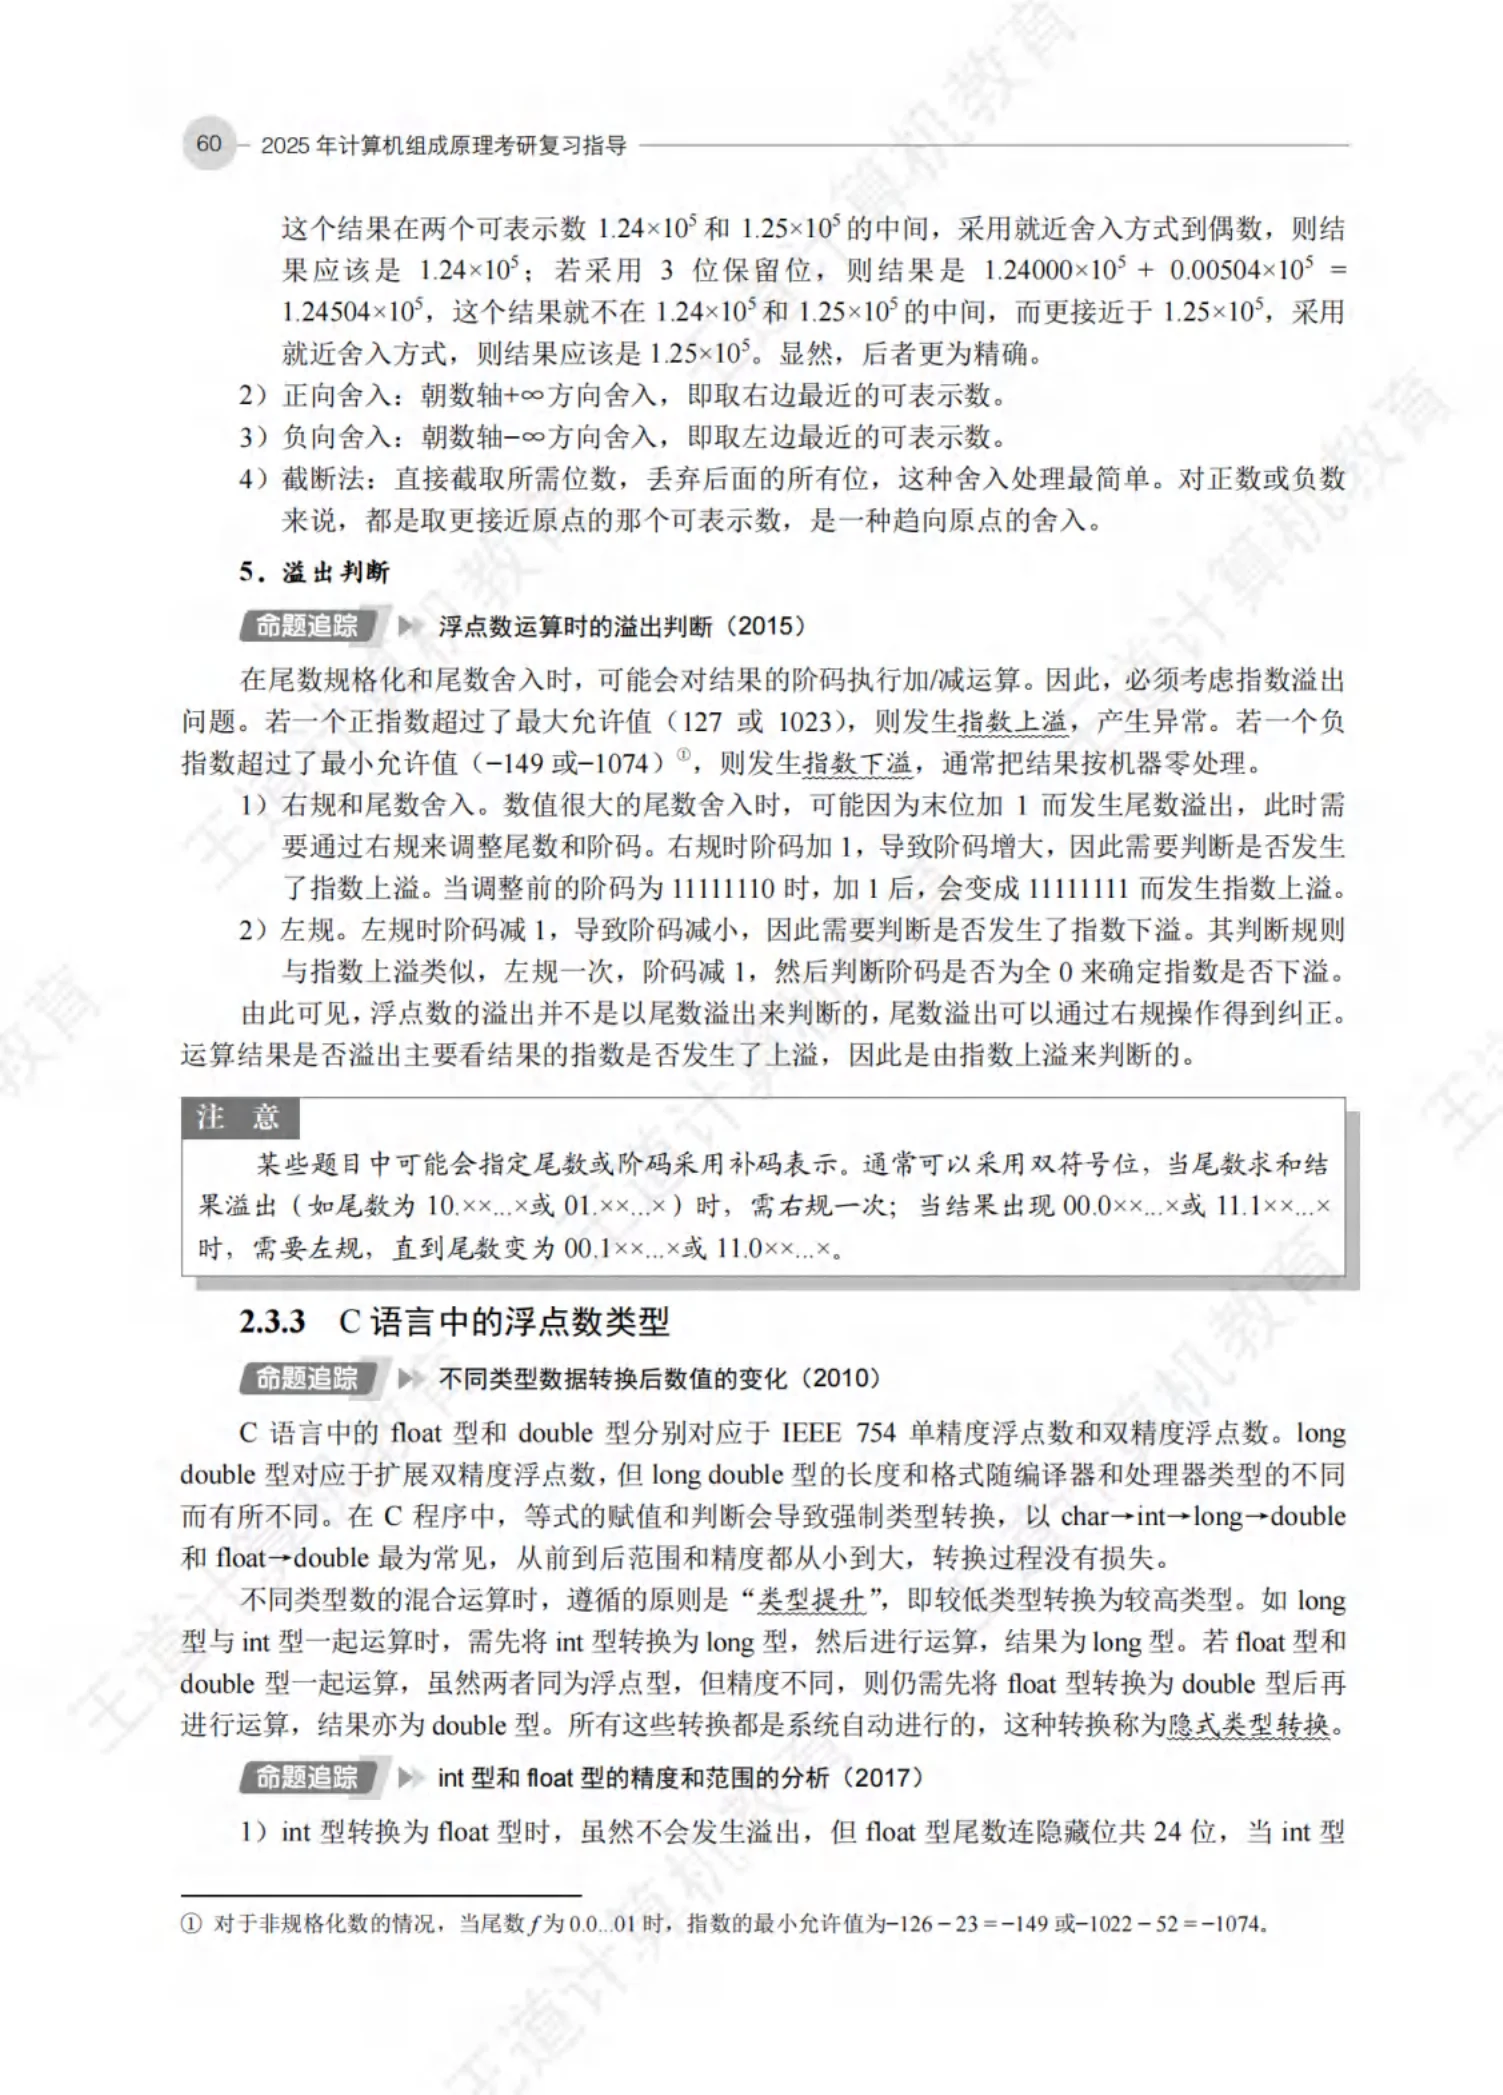 60 2025 年计算机组成原理考研复习指导
这个结果在两个可表示数 1.24×10⁵ 和 1.25×10⁵ 的中间，采用就近舍入方式到偶数，则结
果应该是 1.24×10⁵；若采用 3 位保留位，则结果是 1.24000×10⁵ + 0.00504×10⁵ =
1.24504×10⁵，这个结果就不在 1.24×10⁵ 和 1.25×10⁵ 的中间，而更接近于 1.25×10⁵，采用
就近舍入方式，则结果应该是 1.25×10⁵。显然，后者更为精确。
2）正向舍入：朝数轴+∞方向舍入，即取右边最近的可表示数。
3）负向舍入：朝数轴−∞方向舍入，即取左边最近的可表示数。
4）截断法：直接截取所需位数，丢弃后面的所有位，这种舍入处理最简单。对正数或负数
来说，都是取更接近原点的那个可表示数，是一种趋向原点的舍入。
5．溢出判断
命题追踪 浮点数运算时的溢出判断（2015）
在尾数规格化和尾数舍入时，可能会对结果的阶码执行加/减运算。因此，必须考虑指数溢出
问题。若一个正指数超过了最大允许值（127 或 1023），则发生指数上溢，产生异常。若一个负
指数超过了最小允许值（−149 或−1074）①，则发生指数下溢，通常把结果按机器零处理。
1）右规和尾数舍入。数值很大的尾数舍入时，可能因为末位加 1 而发生尾数溢出，此时需
要通过右规来调整尾数和阶码。右规时阶码加 1，导致阶码增大，因此需要判断是否发生
了指数上溢。当调整前的阶码为 11111110 时，加 1 后，会变成 11111111 而发生指数上溢。
2）左规。左规时阶码减 1，导致阶码减小，因此需要判断是否发生了指数下溢。其判断规则
与指数上溢类似，左规一次，阶码减 1，然后判断阶码是否为全 0 来确定指数是否下溢。
由此可见，浮点数的溢出并不是以尾数溢出来判断的，尾数溢出可以通过右规操作得到纠正。
运算结果是否溢出主要看结果的指数是否发生了上溢，因此是由指数上溢来判断的。
注 意
某些题目中可能会指定尾数或阶码采用补码表示。通常可以采用双符号位，当尾数求和结
果溢出（如尾数为 10.××...×或 01.××...×）时，需右规一次；当结果出现 00.0××...×或 11.1××...×
时，需要左规，直到尾数变为 00.1××...×或 11.0××...×。
2.3.3 C 语言中的浮点数类型
命题追踪 不同类型数据转换后数值的变化（2010）
C 语言中的 float 型和 double 型分别对应于 IEEE 754 单精度浮点数和双精度浮点数。long
double 型对应于扩展双精度浮点数，但 long double 型的长度和格式随编译器和处理器类型的不同
而有所不同。在 C 程序中，等式的赋值和判断会导致强制类型转换，以 char→int→long→double
和 float→double 最为常见，从前到后范围和精度都从小到大，转换过程没有损失。
不同类型数的混合运算时，遵循的原则是“类型提升”，即较低类型转换为较高类型。如 long
型与 int 型一起运算时，需先将 int 型转换为 long 型，然后进行运算，结果为 long 型。若 float 型和
double 型一起运算，虽然两者同为浮点型，但精度不同，则仍需先将 float 型转换为 double 型后再
进行运算，结果亦为 double 型。所有这些转换都是系统自动进行的，这种转换称为隐式类型转换。
命题追踪 int 型和 float 型的精度和范围的分析（2017）
1）int 型转换为 float 型时，虽然不会发生溢出，但 float 型尾数连隐藏位共 24 位，当 int 型
① 对于非规格化数的情况，当尾数 f 为 0.0...01 时，指数的最小允许值为−126 − 23 = −149 或−1022 − 52 = −1074。
王道计算机教育